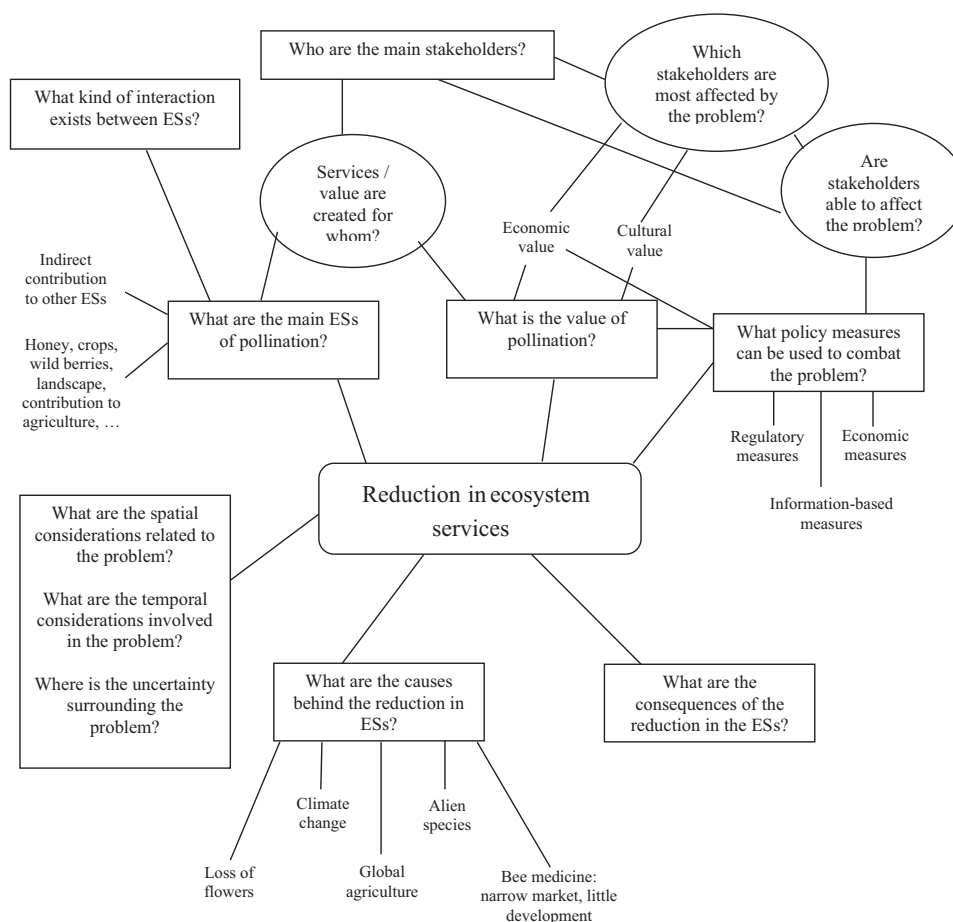 Who are the main stakeholders?
Which
stakeholders are
most affected by
the problem?
What kind of interaction
exists between ESs?
Services /
value are
created for
whom?
Are
stakeholders
able to affect
the problem?
Economic
value
Cultural
value
Indirect
contribution
to other ESs
What are the main ESs
of pollination?
What is the value of
pollination?
What policy measures
can be used to combat
the problem?
Honey, crops,
wild berries,
landscape,
contribution to
agriculture, …
Regulatory
measures
Economic
measures
Information-based
measures
Reduction in ecosystem
services
What are the spatial
considerations related to
the problem?
What are the temporal
considerations involved
in the problem?
Where is the uncertainty
surrounding the
problem?
What are the causes
behind the reduction in
ESs?
What are the
consequences of the
reduction in the ESs?
Climate
change
Alien
species
Loss of
flowers
Global
agriculture
Bee medicine:
narrow market, little
development